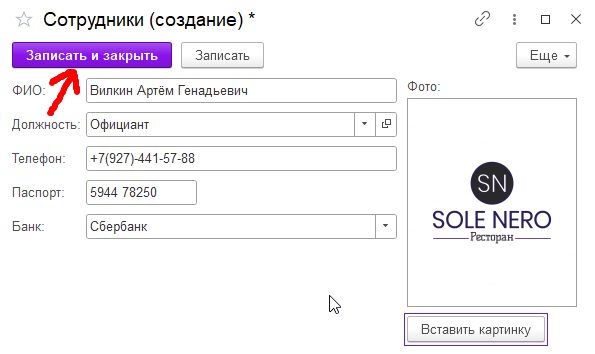 Сотрудники (создание) *
Записать и закрыть Записать Еще
ФИО: Вилкин Артём Генадьевич
Должность: Официант
Телефон: +7(927)-441-57-88
Паспорт: 5944 78250
Банк: Сбербанк
Фото:
SN
SOLE NERO
Ресторан
Вставить картинку